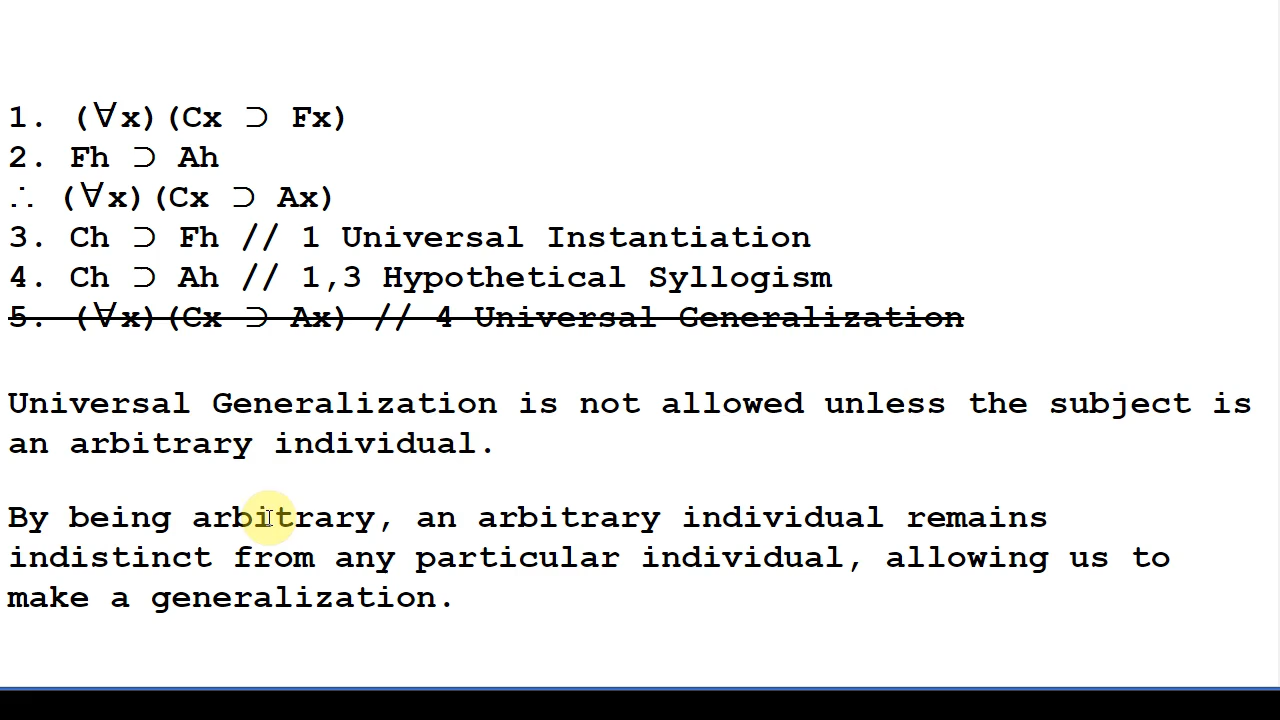 1. (∀x)(Cx ⊃ Fx)
2. Fh ⊃ Ah
∴ (∀x)(Cx ⊃ Ax)
3. Ch ⊃ Fh // 1 Universal Instantiation
4. Ch ⊃ Ah // 1,3 Hypothetical Syllogism
5. (∀x)(Cx ⊃ Ax) // 4 Universal Generalization
Universal Generalization is not allowed unless the subject is
an arbitrary individual.
By being arbitrary, an arbitrary individual remains
indistinct from any particular individual, allowing us to
make a generalization.